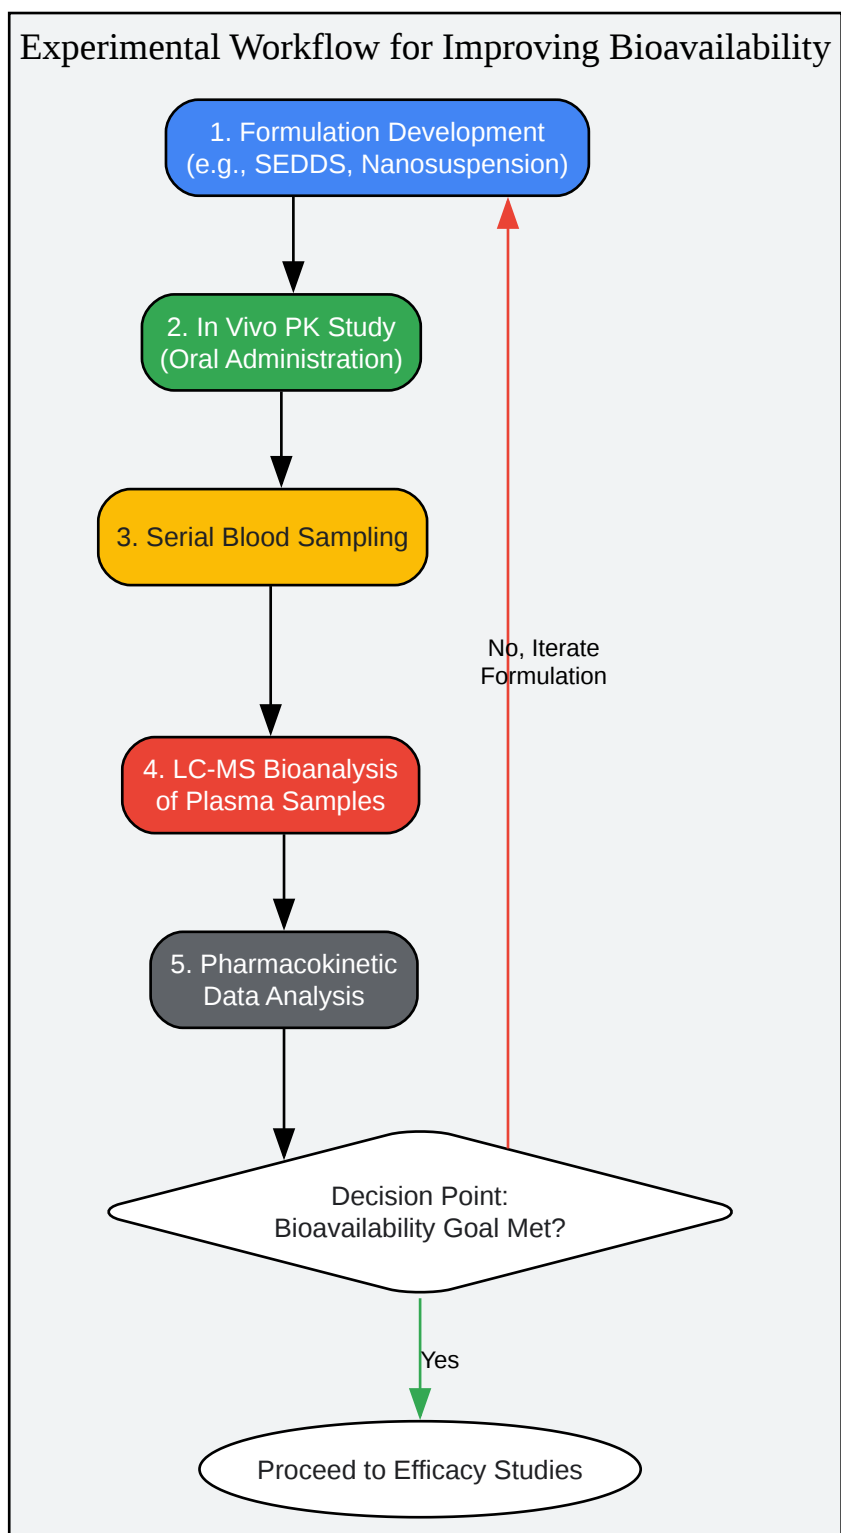 Experimental Workflow for Improving Bioavailability
1. Formulation Development
(e.g., SEDDS, Nanosuspension)
2. In Vivo PK Study
(Oral Administration)
3. Serial Blood Sampling
No, Iterate
Formulation
4. LC-MS Bioanalysis
of Plasma Samples
5. Pharmacokinetic
Data Analysis
Decision Point:
Bioavailability Goal Met?
Yes
Proceed to Efficacy Studies